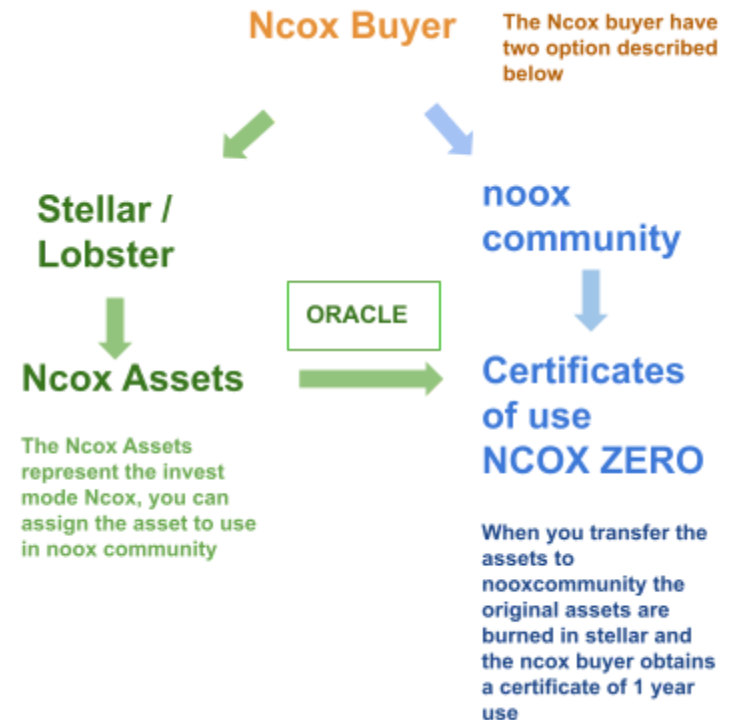 Ncox Buyer
The Ncox buyer have
two option described
below
Stellar /
Lobster
noox
community
ORACLE
Ncox Assets
Certificates
of use
NCOX ZERO
The Ncox Assets
represent the invest
mode Ncox, you can
assign the asset to use
in noox community
When you transfer the
assets to
nooxcommunity the
original assets are
burned in stellar and
the ncox buyer obtains
a certificate of 1 year
use